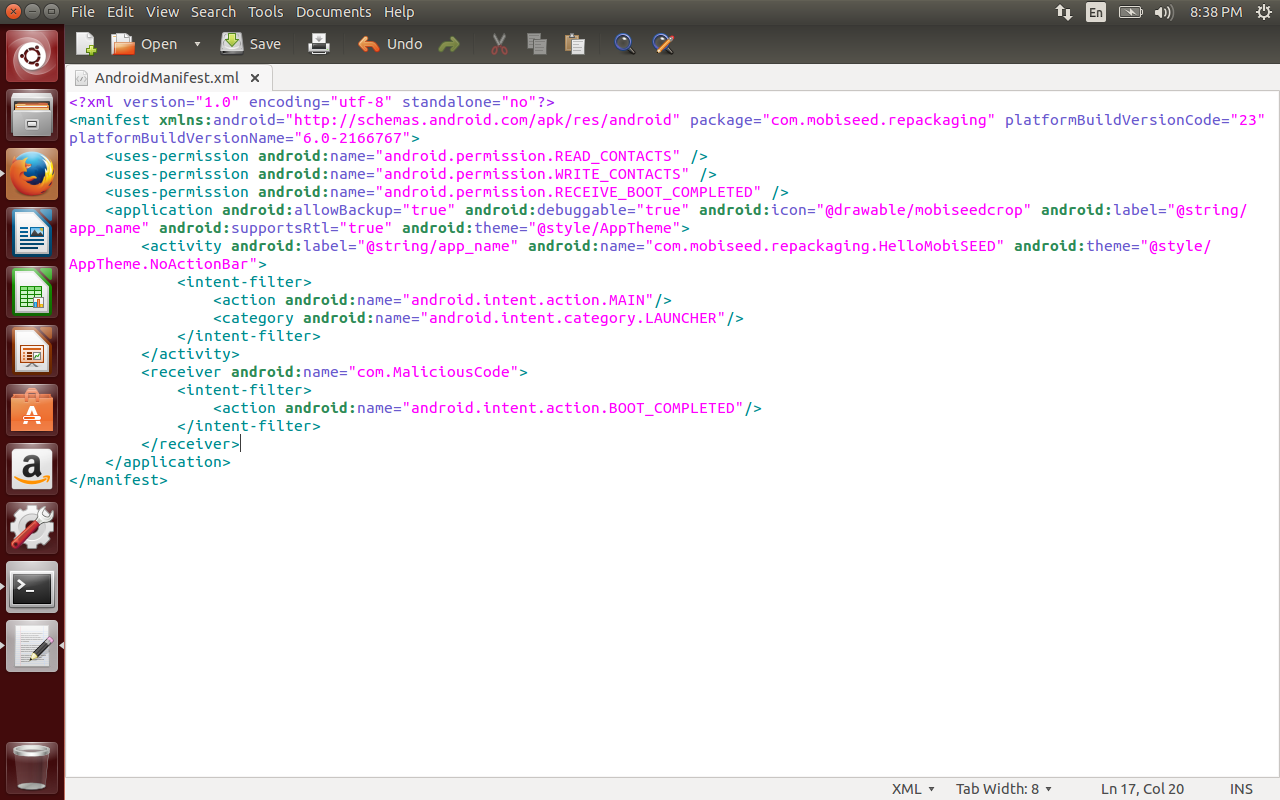 File Edit View Search Tools Documents Help En 8:38 PM
Open Save Undo
AndroidManifest.xml
<?xml version="1.0" encoding="utf-8" standalone="no"?>
<manifest xmlns:android="http://schemas.android.com/apk/res/android" package="com.mobiseed.repackaging" platformBuildVersionCode="23"
platformBuildVersionName="6.0-2166767">
    <uses-permission android:name="android.permission.READ_CONTACTS" />
    <uses-permission android:name="android.permission.WRITE_CONTACTS" />
    <uses-permission android:name="android.permission.RECEIVE_BOOT_COMPLETED" />
    <application android:allowBackup="true" android:debuggable="true" android:icon="@drawable/mobiseedcrop" android:label="@string/
app_name" android:supportsRtl="true" android:theme="@style/AppTheme">
        <activity android:label="@string/app_name" android:name="com.mobiseed.repackaging.HelloMobiSEED" android:theme="@style/
AppTheme.NoActionBar">
            <intent-filter>
                <action android:name="android.intent.action.MAIN"/>
                <category android:name="android.intent.category.LAUNCHER"/>
            </intent-filter>
        </activity>
        <receiver android:name="com.MaliciousCode">
            <intent-filter>
                <action android:name="android.intent.action.BOOT_COMPLETED"/>
            </intent-filter>
        </receiver>
    </application>
</manifest>
XML Tab Width: 8 Ln 17, Col 20 INS